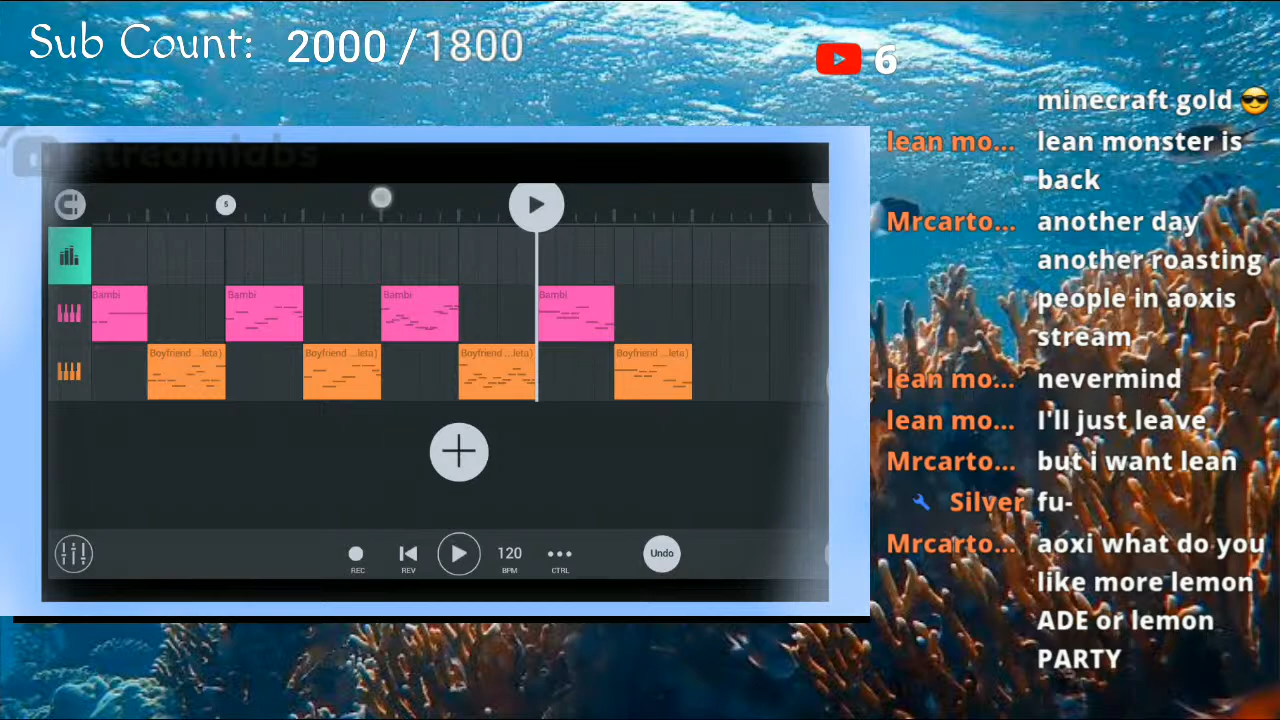 Sub Count: 2000 / 1800
6
streamlabs
5
Bambi Bambi Bambi Bambi
Boyfriend ...leta) Boyfriend ...leta) Boyfriend ...leta) Boyfriend ...leta)
REC REV 120 BPM CTRL Undo
minecraft gold 😎
lean mo... lean monster is
back
Mrcarto... another day
another roasting
people in aoxis
stream
lean mo... nevermind
lean mo... I'll just leave
Mrcarto... but i want lean
Silver fu-
Mrcarto... aoxi what do you
like more lemon
ADE or lemon
PARTY